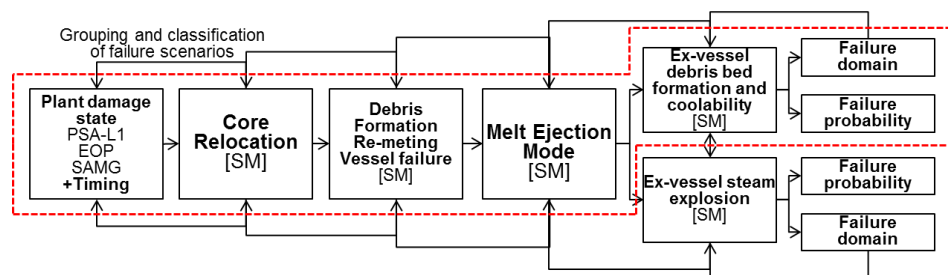 Grouping and classification
of failure scenarios
Plant damage
state
PSA-L1
EOP
SAMG
+Timing
Core
Relocation
[SM]
Debris
Formation
Re-meting
Vessel failure
[SM]
Melt Ejection
Mode
[SM]
Ex-vessel
debris bed
formation and
coolability
[SM]
Failure
domain
Failure
probability
Ex-vessel steam
explosion
[SM]
Failure
probability
Failure
domain